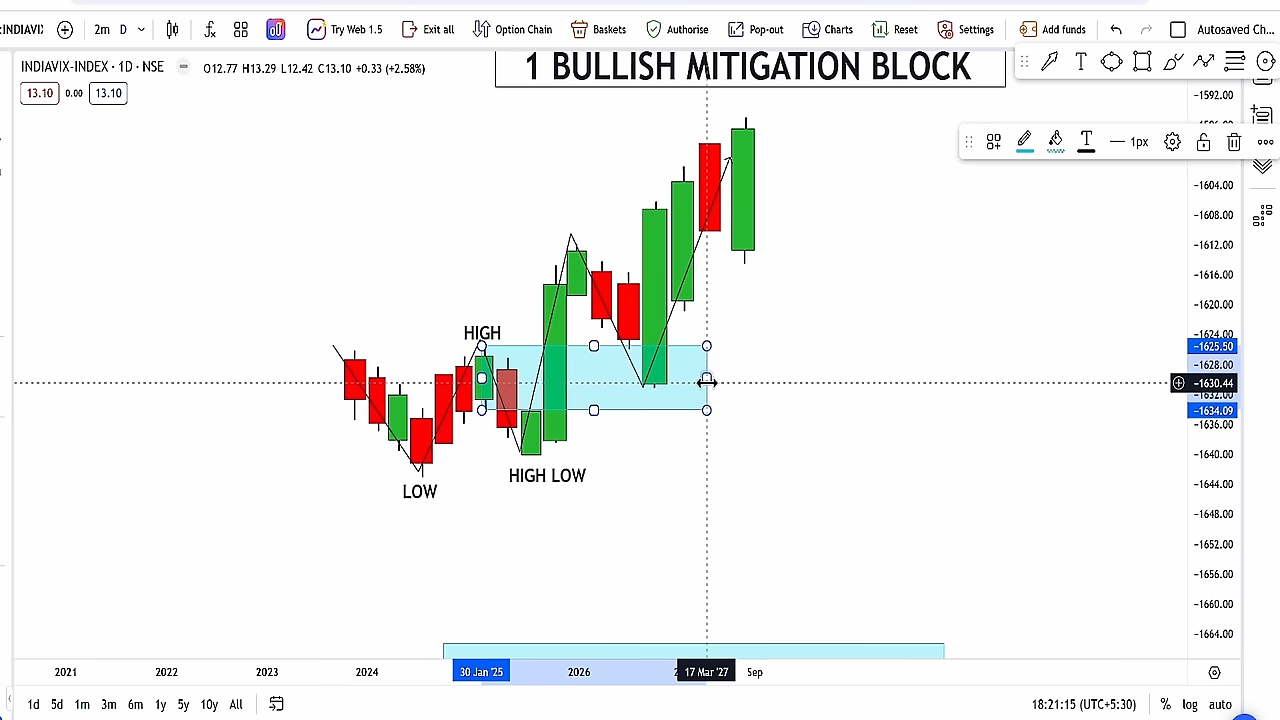 :INDIAVI) 2m D Try Web 1.5 Exit all Option Chain Baskets Authorise Pop-out Charts Reset Settings Add funds Autosaved Ch...
INDIAVIX-INDEX · 1D · NSE O12.77 H13.29 L12.42 C13.10 +0.33 (+2.58%)
13.10 0.00 13.10
1 BULLISH MITIGATION BLOCK
1px
−1592.00
−1604.00
−1608.00
−1612.00
−1616.00
−1620.00
−1624.00
−1625.50
−1628.00
−1630.44
−1632.00
−1634.09
−1636.00
−1640.00
−1644.00
−1648.00
−1652.00
−1656.00
−1660.00
−1664.00
HIGH
HIGH LOW
LOW
2021 2022 2023 2024 30 Jan '25 2026 17 Mar '27 Sep
1d 5d 1m 3m 6m 1y 5y 10y All 18:21:15 (UTC+5:30) % log auto